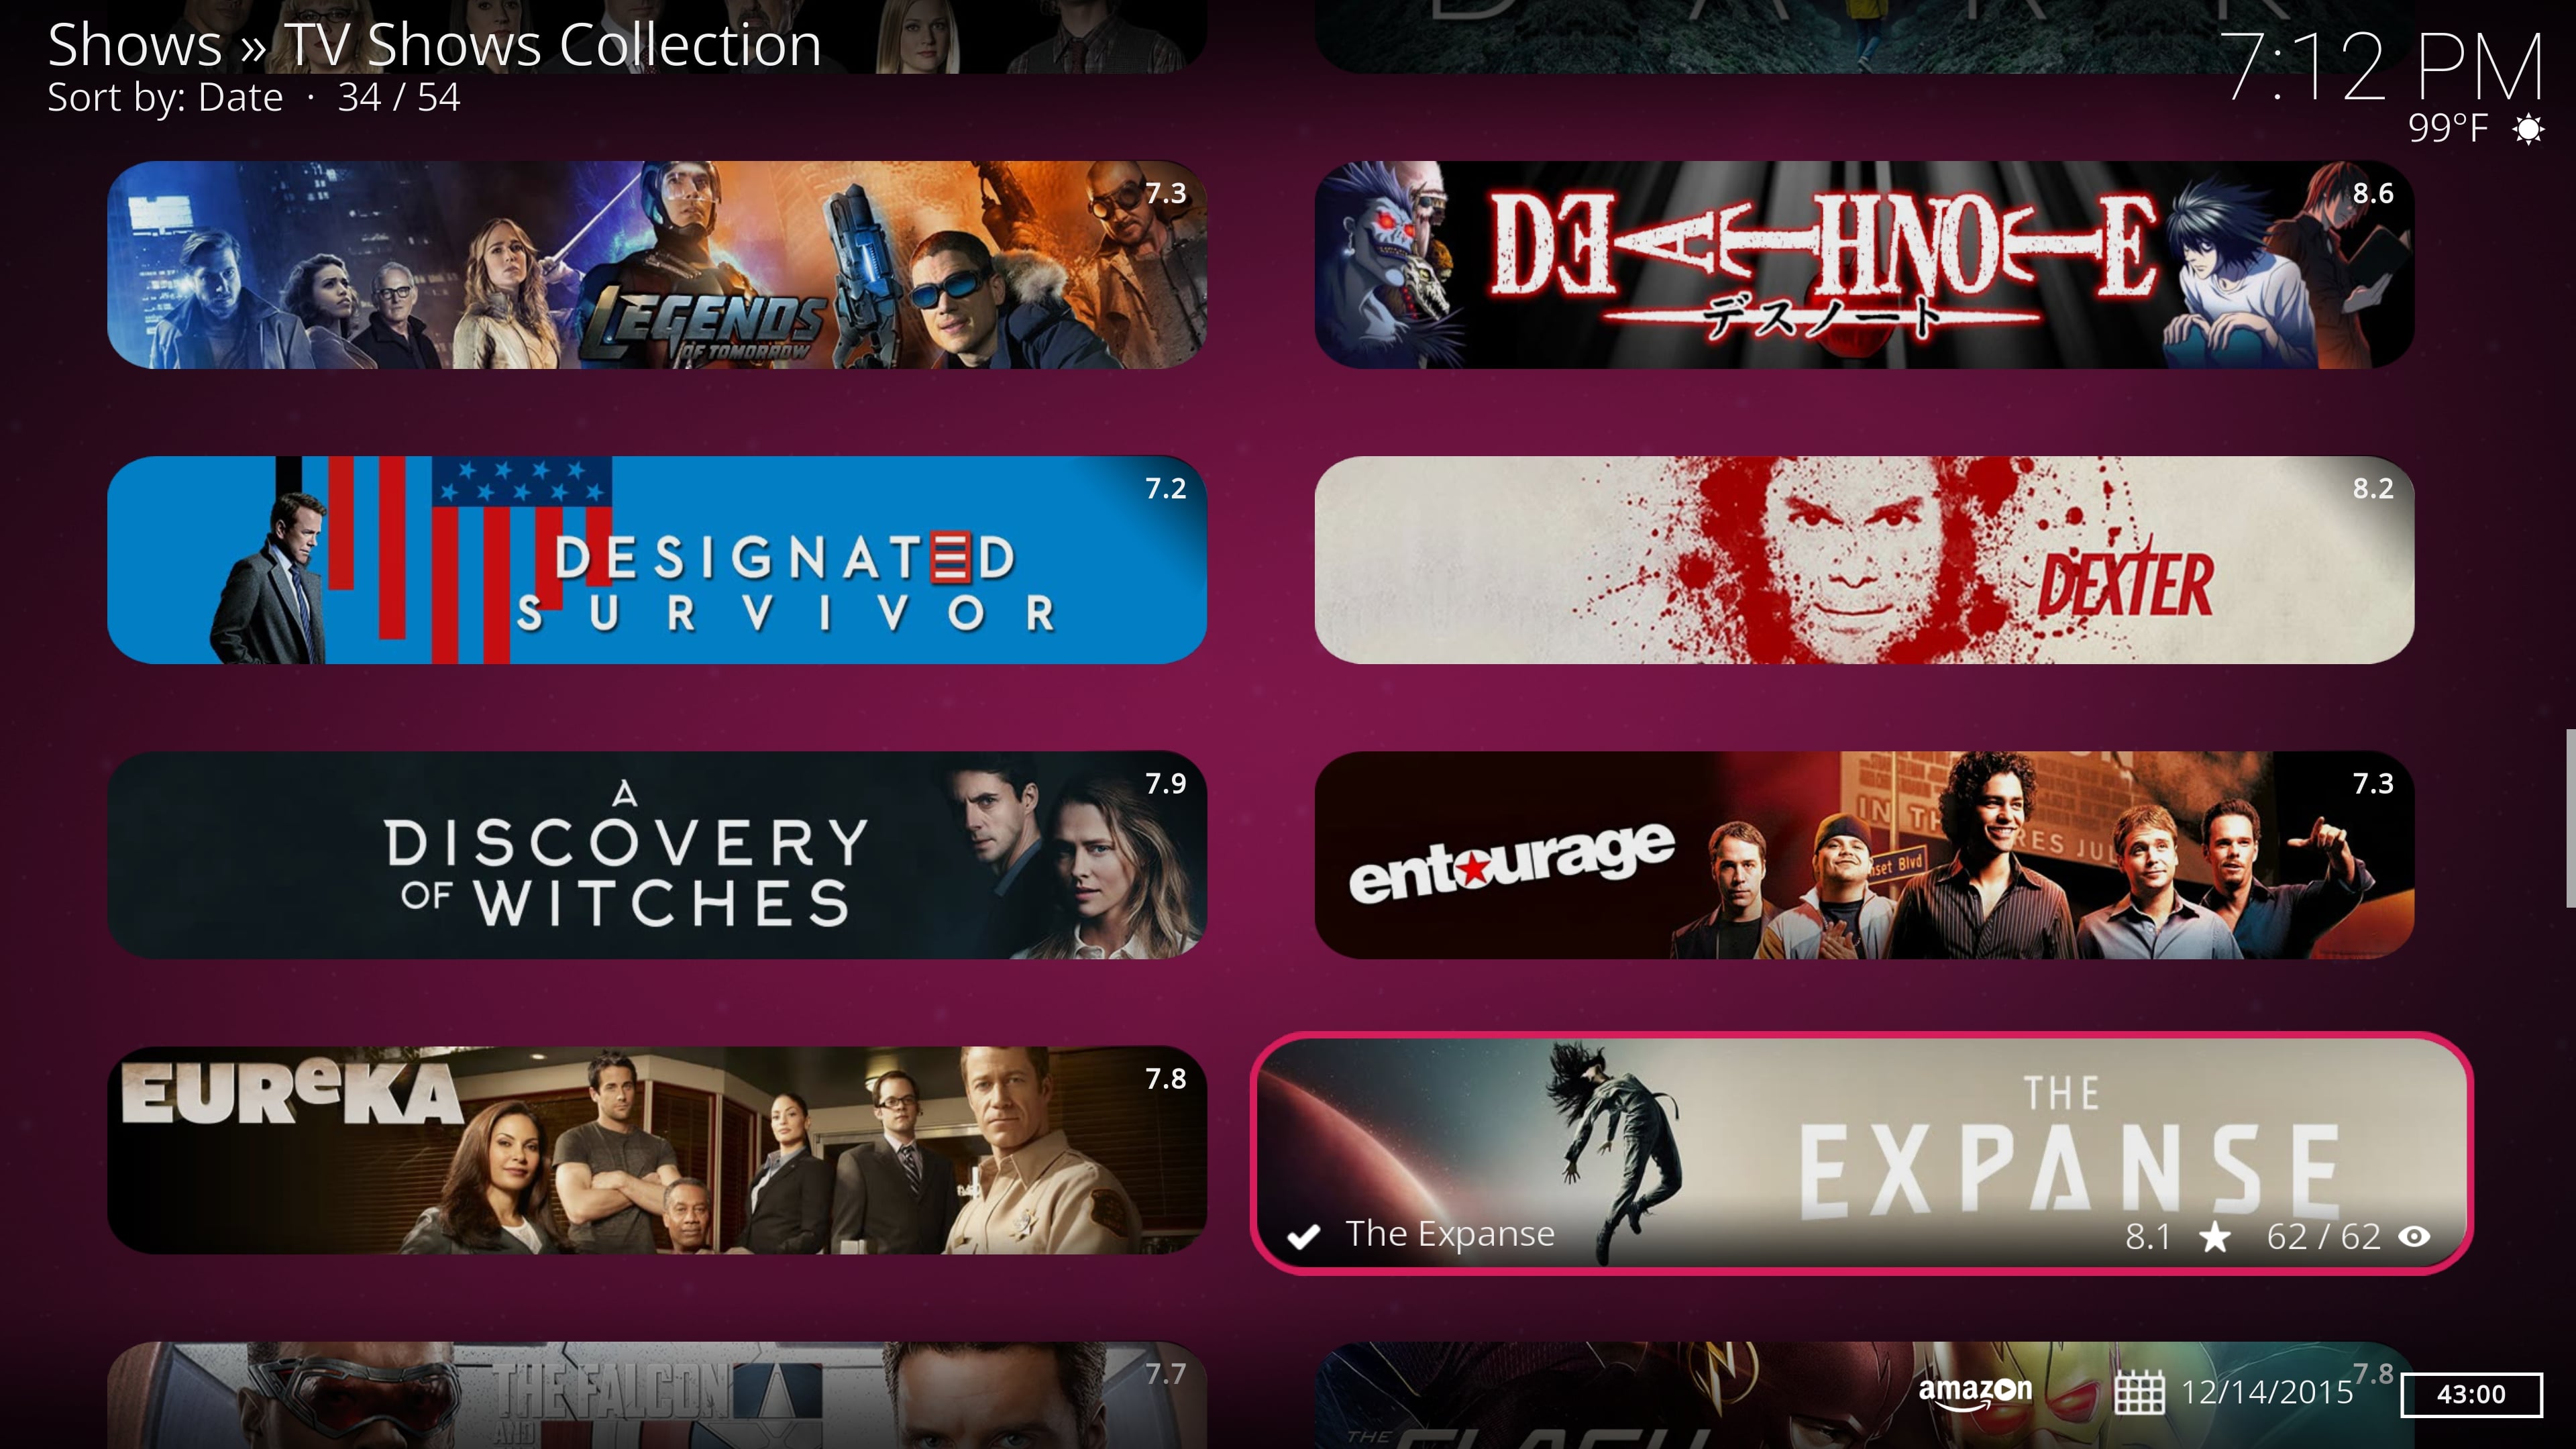 D A R K
Shows » TV Shows Collection
Sort by: Date · 34 / 54
7:12 PM
99°F
LEGENDS
OF TOMORROW
7.3
DEATHNOTE
デスノート
8.6
DESIGNATED
SURVIVOR
7.2
DEXTER
8.2
A
DISCOVERY
OF WITCHES
7.9
entourage
set Blvd
7.3
EUReKA
7.8
THE
EXPANSE
The Expanse
8.1 62 / 62
THE FALCON
AND
7.7
THE FLASH
7.8
amazon
12/14/2015
43:00